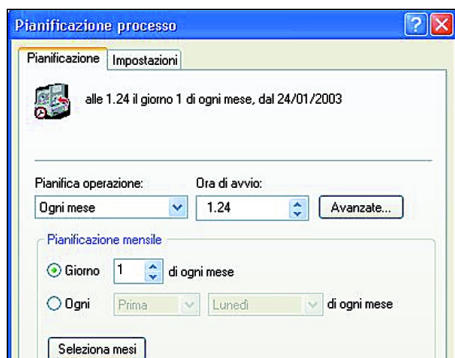 Pianificazione processo
Pianificazione Impostazioni
alle 1.24 il giorno 1 di ogni mese, dal 24/01/2003
Pianifica operazione: Ora di avvio:
Ogni mese 1.24 Avanzate...
Pianificazione mensile
Giorno 1 di ogni mese
Ogni Prima Lunedì di ogni mese
Seleziona mesi